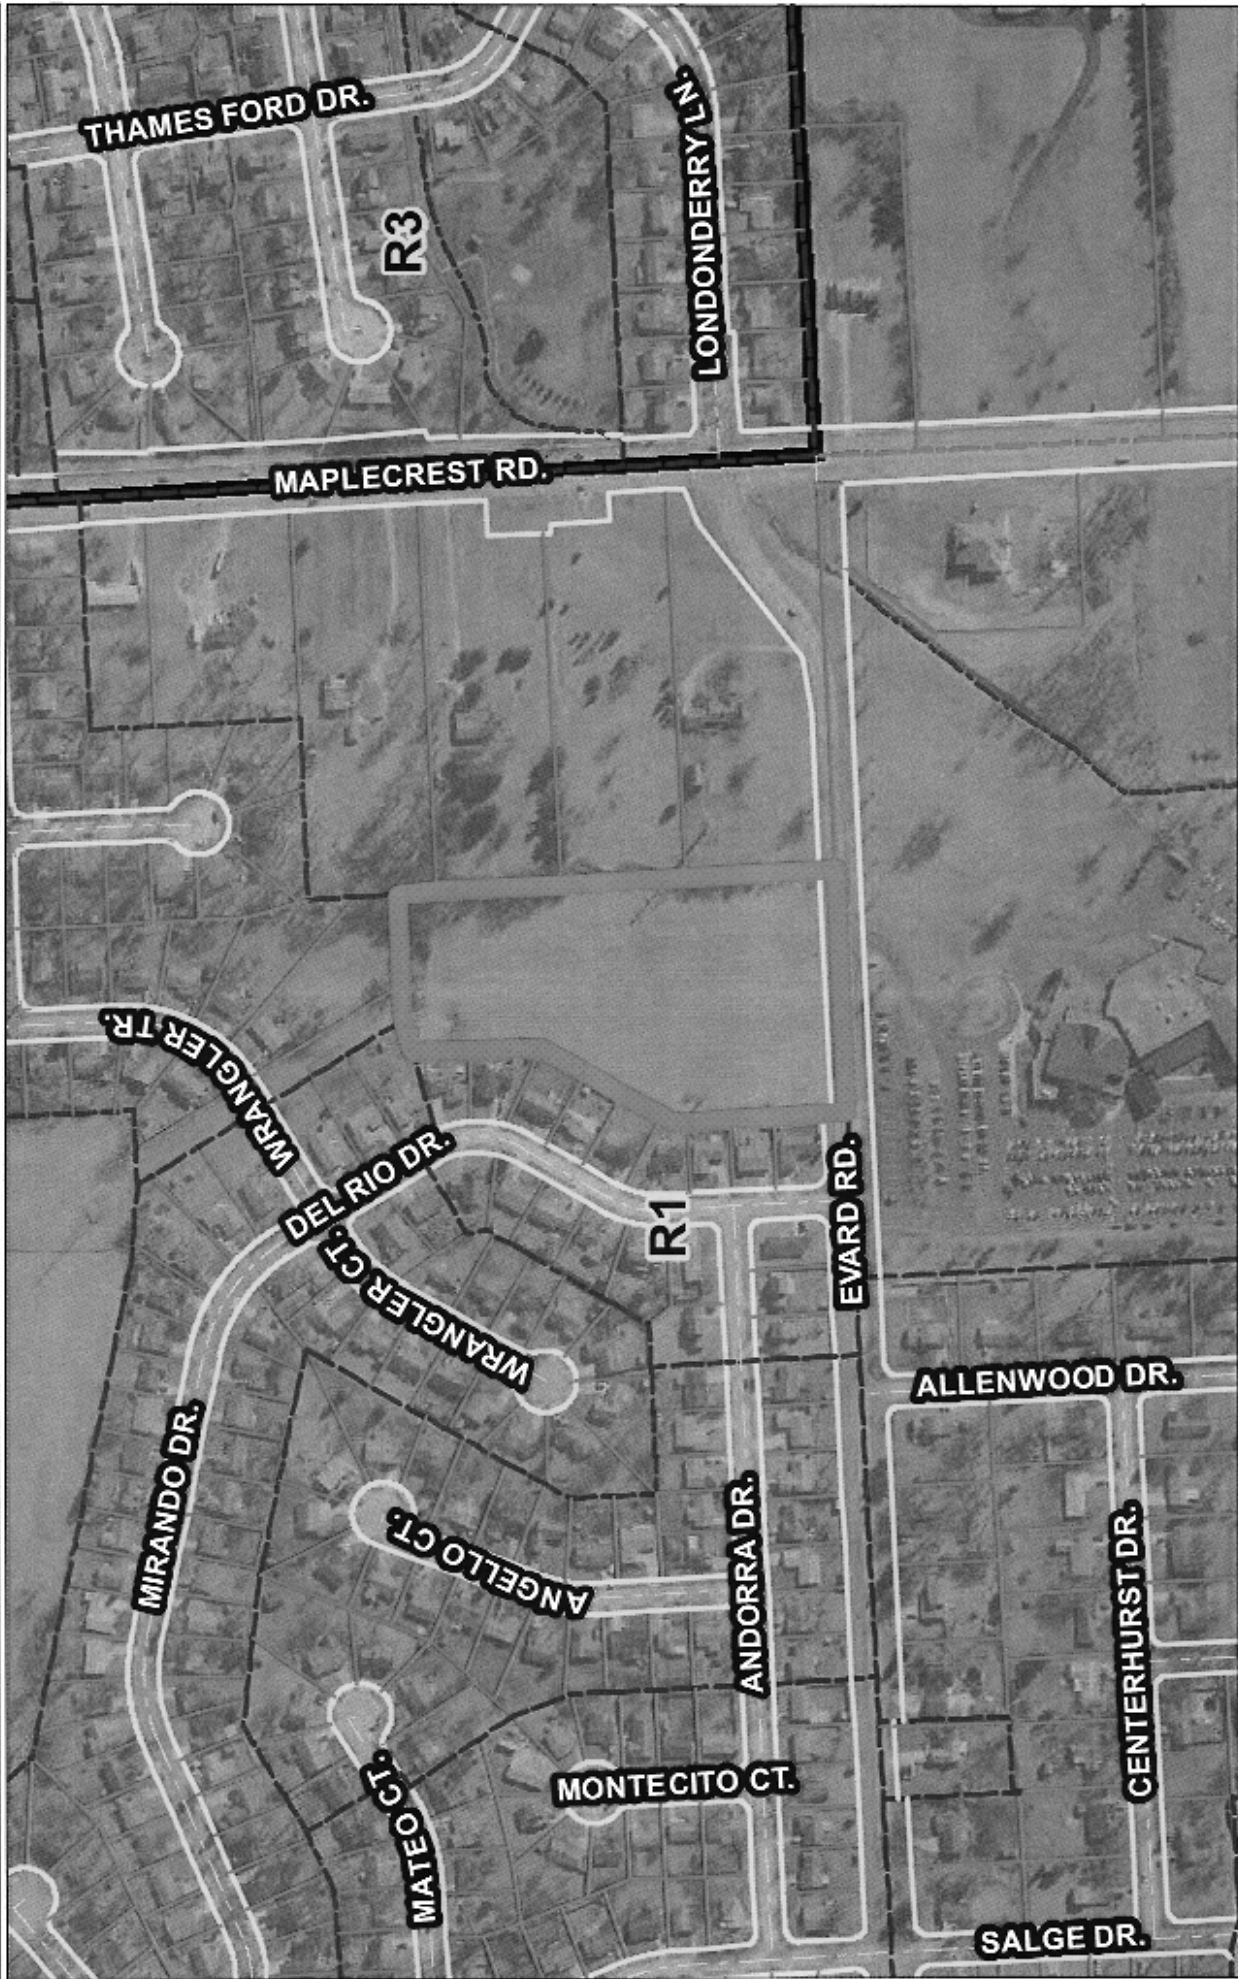 THAMES FORD DR.
LONDONDERRY LN.
R3
MAPLECREST RD.
WRANGLER TR.
DEL RIO DR.
WRANGLER CT.
R1
EVARD RD.
ALLENWOOD DR.
MIRANDO DR.
ANGELLO CT.
ANDORRA DR.
CENTERHURST DR.
MATEO CT.
MONTECITO CT.
SALGE DR.